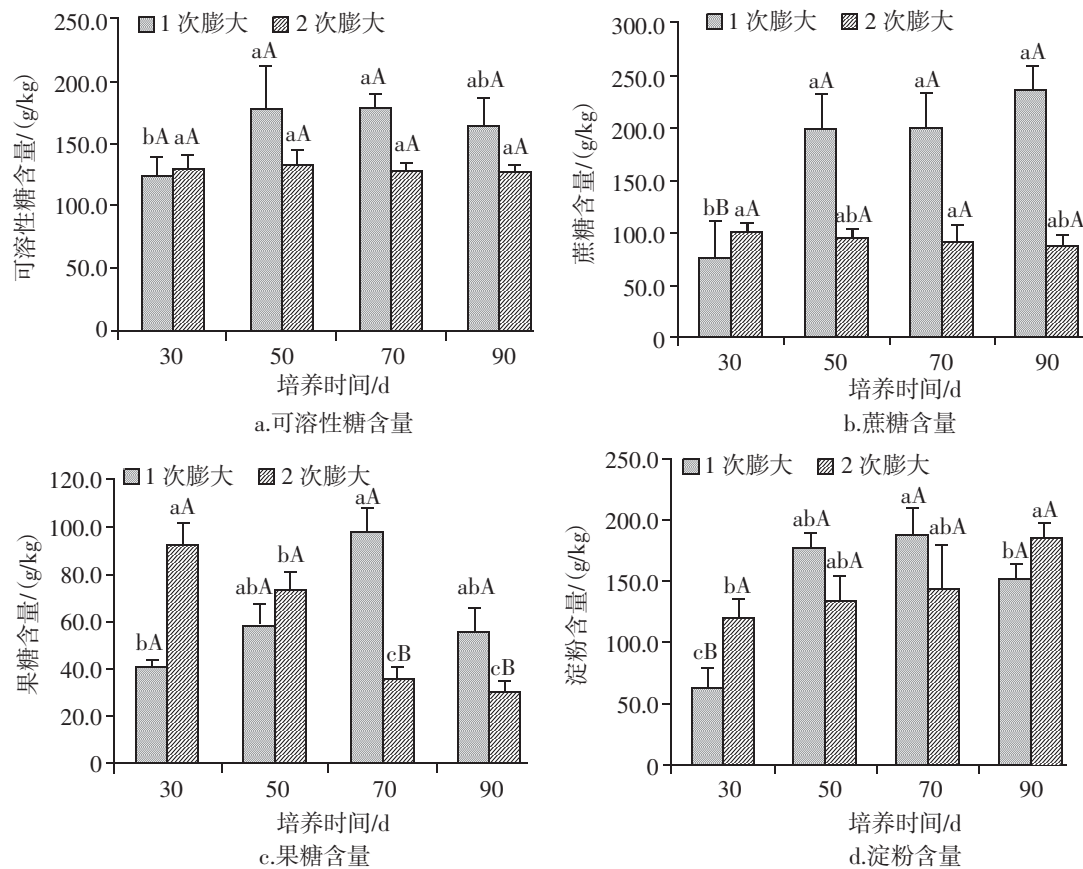 可溶性糖含量/(g/kg)
1 次膨大 2 次膨大
250.0
200.0
150.0
100.0
50.0
0
bA aA aA aA aA aA abA aA
30 50 70 90
培养时间/d
a.可溶性糖含量
蔗糖含量/(g/kg)
1 次膨大 2 次膨大
300.0
250.0
200.0
150.0
100.0
50.0
0
bB aA aA abA aA aA aA abA
30 50 70 90
培养时间/d
b.蔗糖含量
果糖含量/(g/kg)
1 次膨大 2 次膨大
120.0
100.0
80.0
60.0
40.0
20.0
0
bA aA abA bA aA cB abA cB
30 50 70 90
培养时间/d
c.果糖含量
淀粉含量/(g/kg)
1 次膨大 2 次膨大
250.0
200.0
150.0
100.0
50.0
0
cB bA abA abA aA abA bA aA
30 50 70 90
培养时间/d
d.淀粉含量